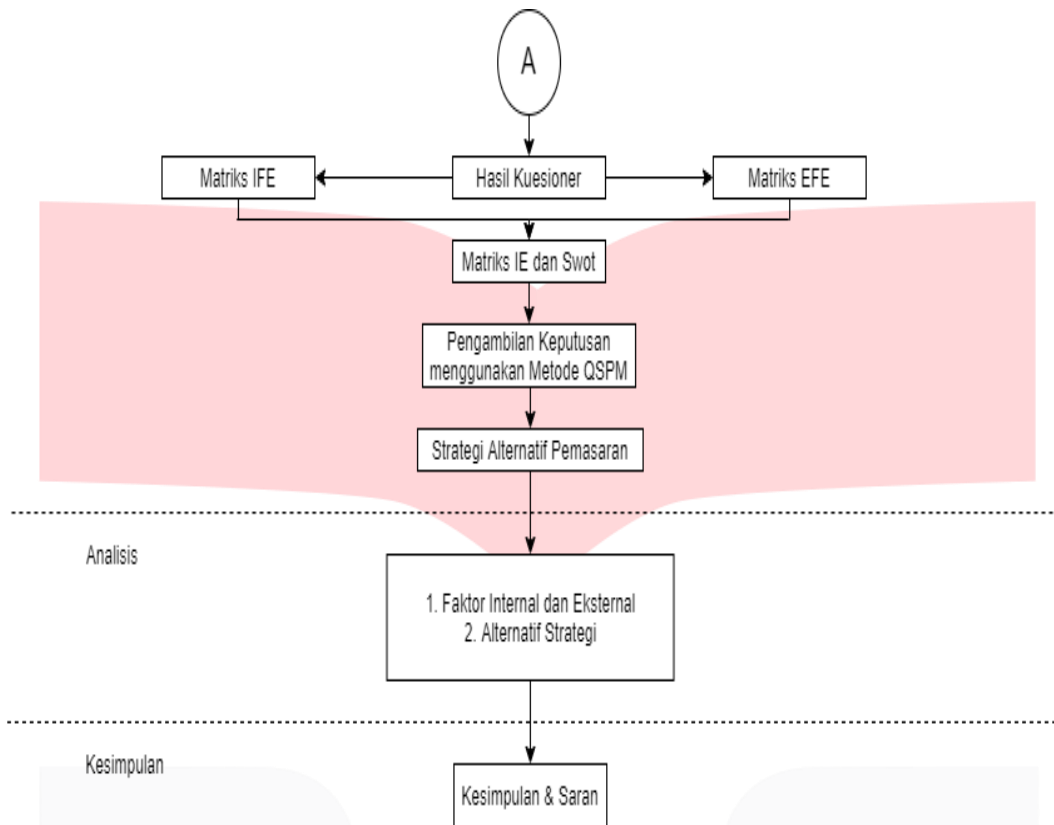 A
Matriks IFE
Hasil Kuesioner
Matriks EFE
Matriks IE dan Swot
Pengambilan Keputusan
menggunakan Metode QSPM
Strategi Alternatif Pemasaran
Analisis
1. Faktor Internal dan Eksternal
2. Alternatif Strategi
Kesimpulan
Kesimpulan & Saran